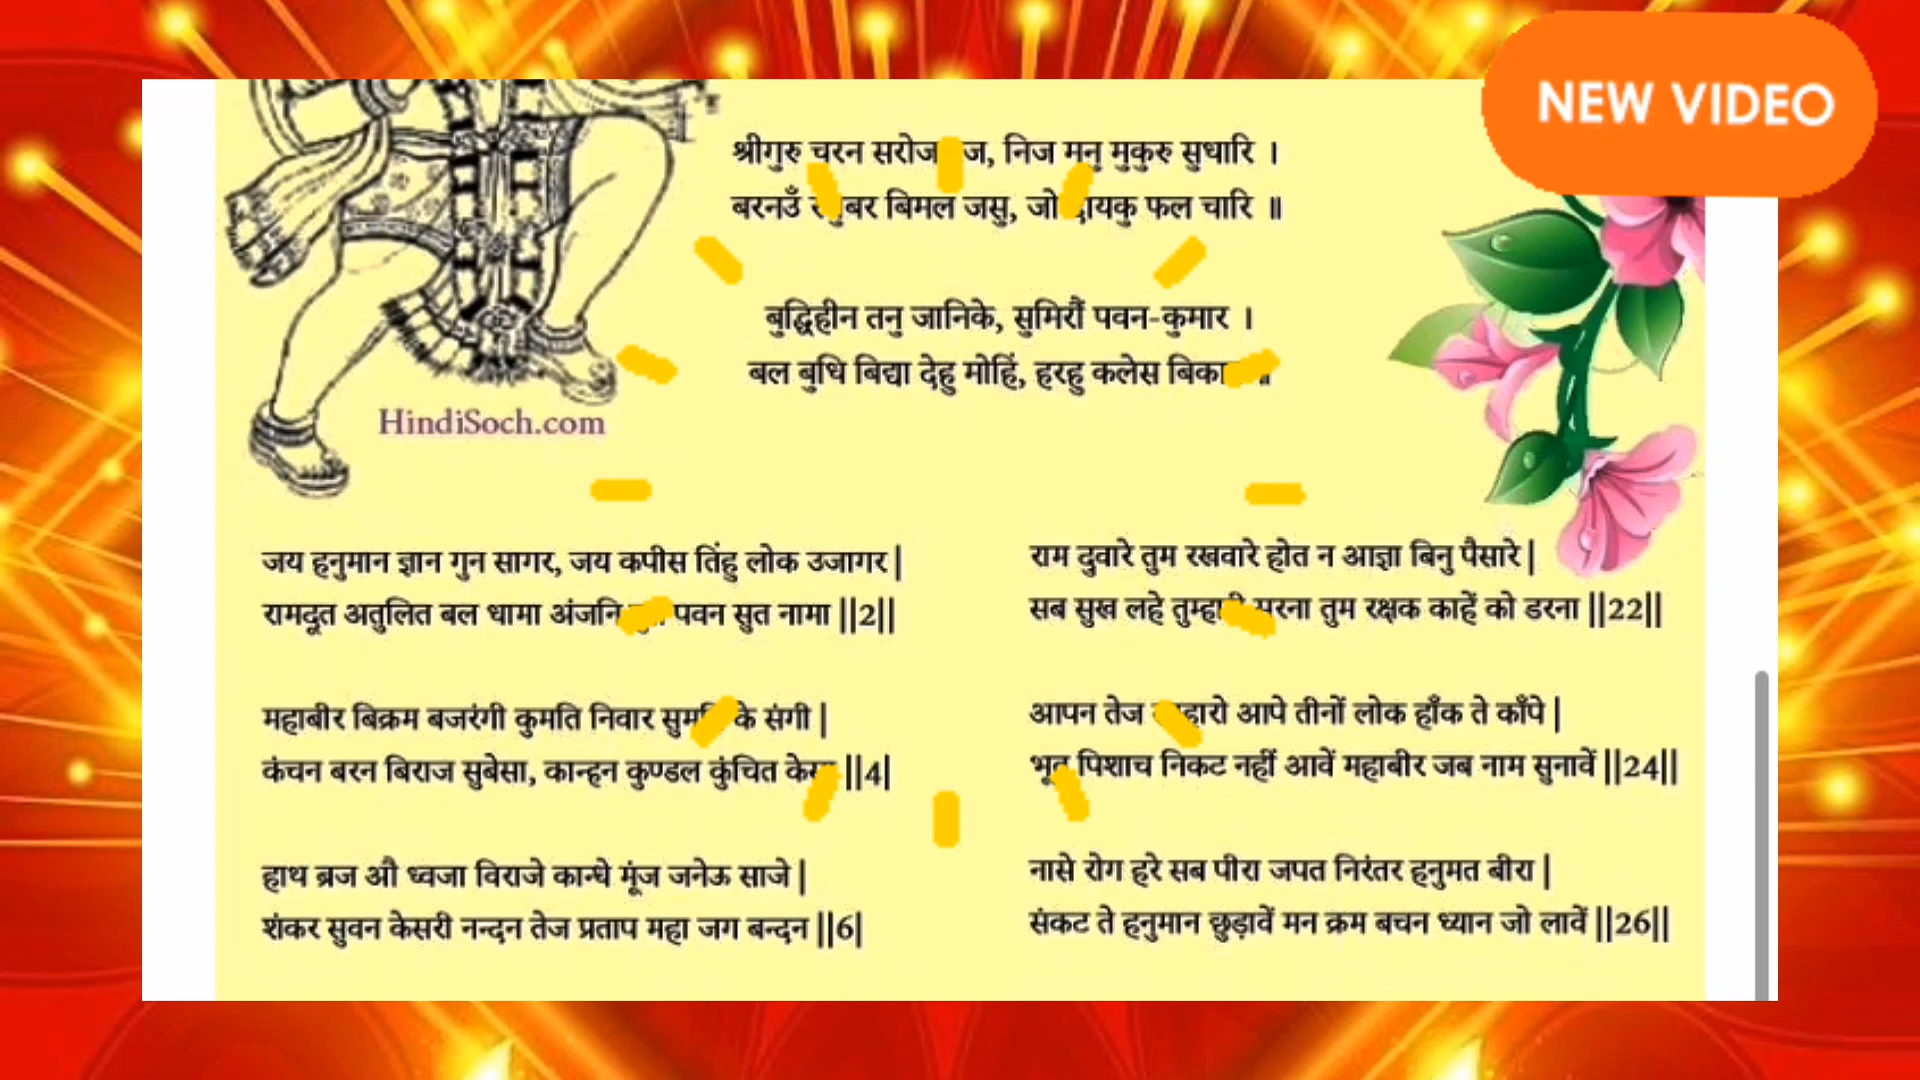 NEW VIDEO
श्रीगुरु चरन निज मनु मुकुरु सुधारि ।
बरनउँ बिमल जसु, जो फल चारि ॥
बुद्धिहीन तनु जानिके, सुमिरौं पवन-कुमार ।
बल बुधि बिद्या देहु मोहिं, हरहु कलेस
HindiSoch.com
जय हनुमान ज्ञान गुन सागर, जय कपीस तिंहु लोक उजागर |
रामदूत अतुलित बल धामा अंजनि पवन सुत नामा ||2||
महाबीर बिक्रम बजरंगी कुमति निवार के संगी |
कंचन बरन बिराज सुबेसा, कान्हन कुण्डल कुंचित ||4|
हाथ ब्रज औ ध्वजा विराजे कान्धे मूंज जनेऊ साजे |
शंकर सुवन केसरी नन्दन तेज प्रताप महा जग बन्दन ||6|
राम दुवारे तुम रखवारे होत न आज्ञा बिनु पैसारे |
सब सुख लहे तुम रक्षक काहें को डरना ||22||
आपन तेज आपे तीनों लोक हाँक ते काँपे |
भूत पिशाच निकट नहीं आवें महाबीर जब नाम सुनावें ||24||
नासे रोग हरे सब पीरा जपत निरंतर हनुमत बीरा |
संकट ते हनुमान छुड़ावें मन क्रम बचन ध्यान जो लावें ||26||